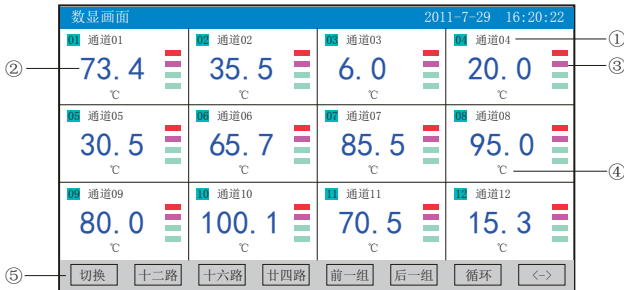 数显画面 2011-7-29 16:20:22
01 通道01 02 通道02 03 通道03 04 通道04 ①
② 73.4 35.5 6.0 20.0 ③
℃ ℃ ℃ ℃
05 通道05 06 通道06 07 通道07 08 通道08
30.5 65.7 85.5 95.0
℃ ℃ ℃ ℃ ④
09 通道09 10 通道10 11 通道11 12 通道12
80.0 100.1 70.5 15.3
℃ ℃ ℃ ℃
⑤ 切换 十二路 十六路 廿四路 前一组 后一组 循环 <->